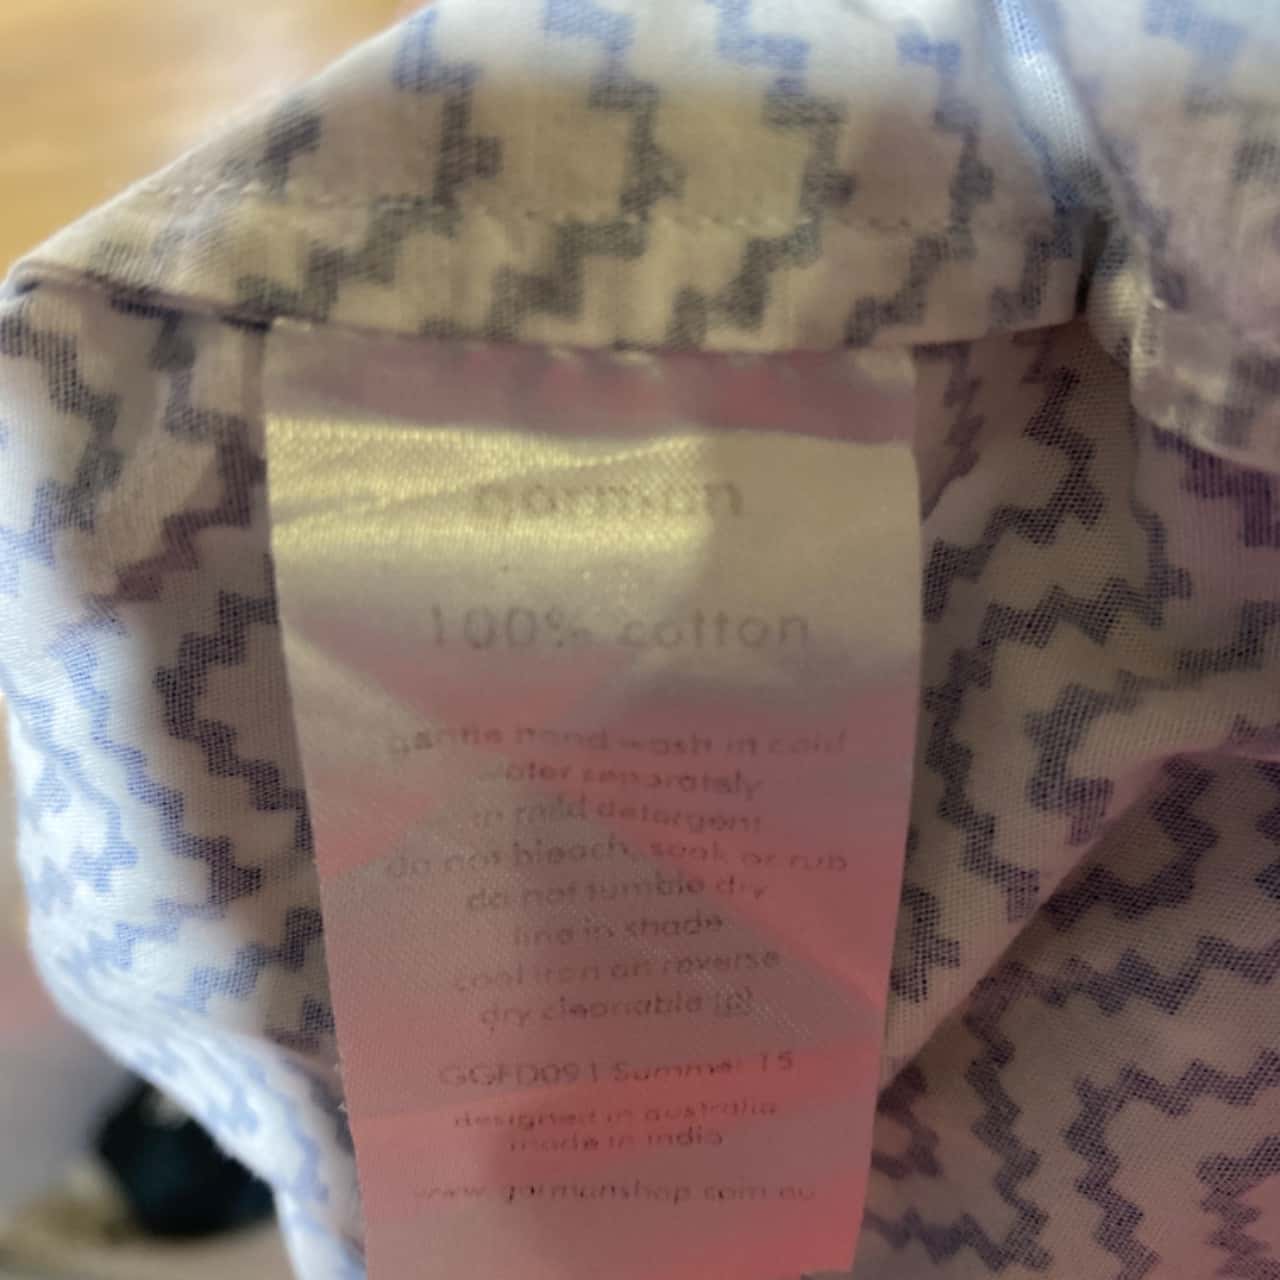 gorman
100% cotton
gentle hand wash in cold
water separately
in mild detergent
do not bleach, soak or rub
do not tumble dry
line in shade
cool iron on reverse
dry cleanable (p)
GGFD091 Summer 15
designed in australia
made in india
www.gormanshop.com.au